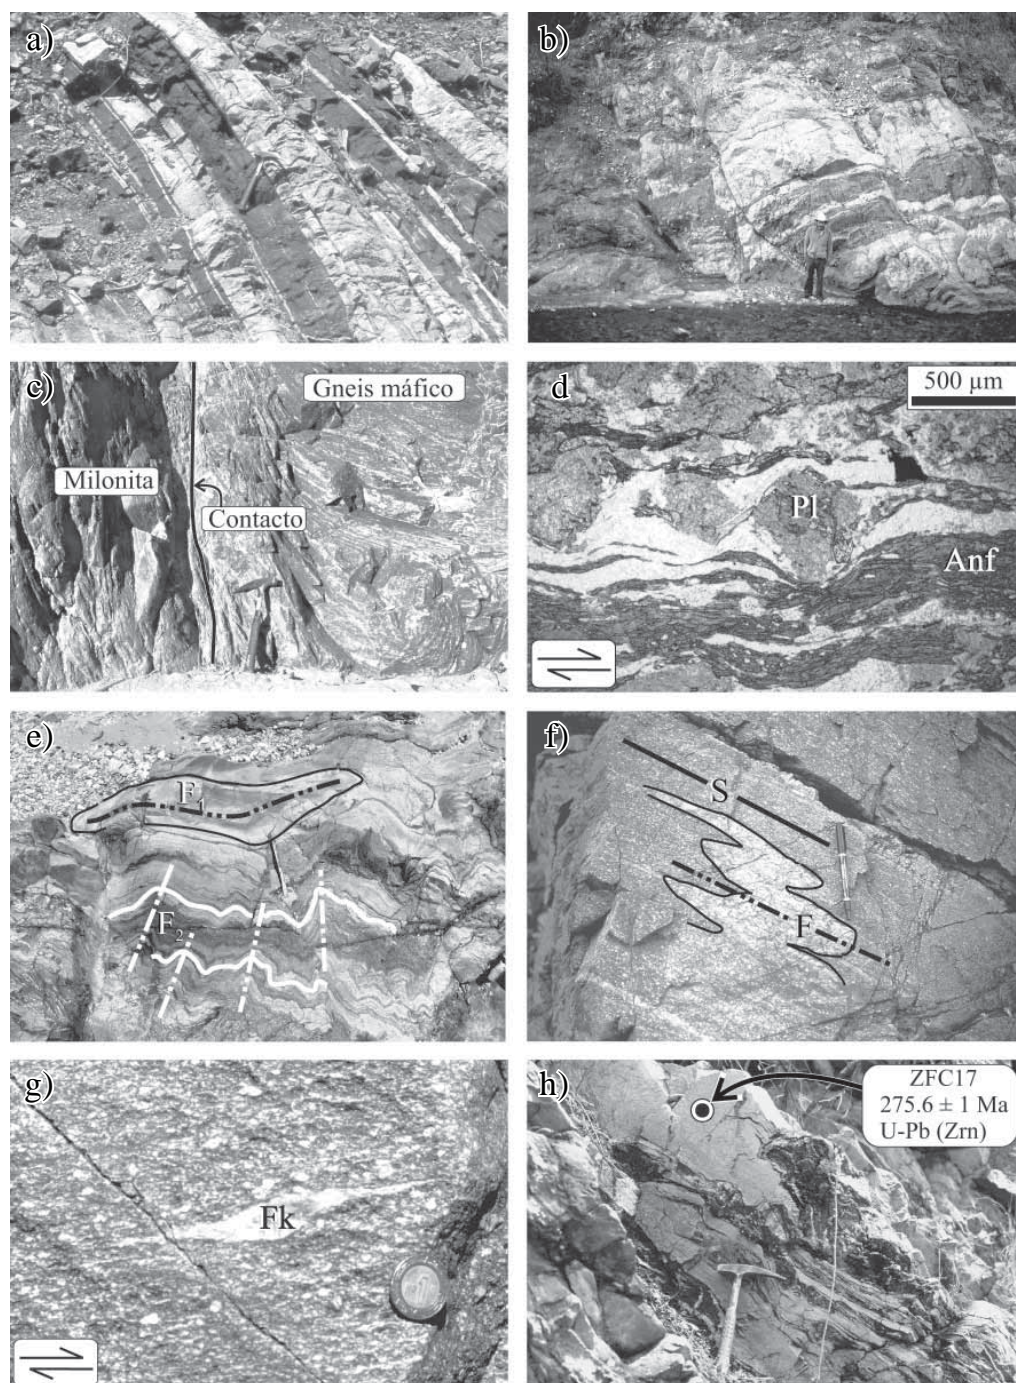 a)
b)
c)
Gneis máfico
Milonita
Contacto
d)
500 µm
Pl
Anf
e)
F1
F2
f)
S
F
g)
Fk
h)
ZFC17
275.6 ± 1 Ma
U-Pb (Zrn)